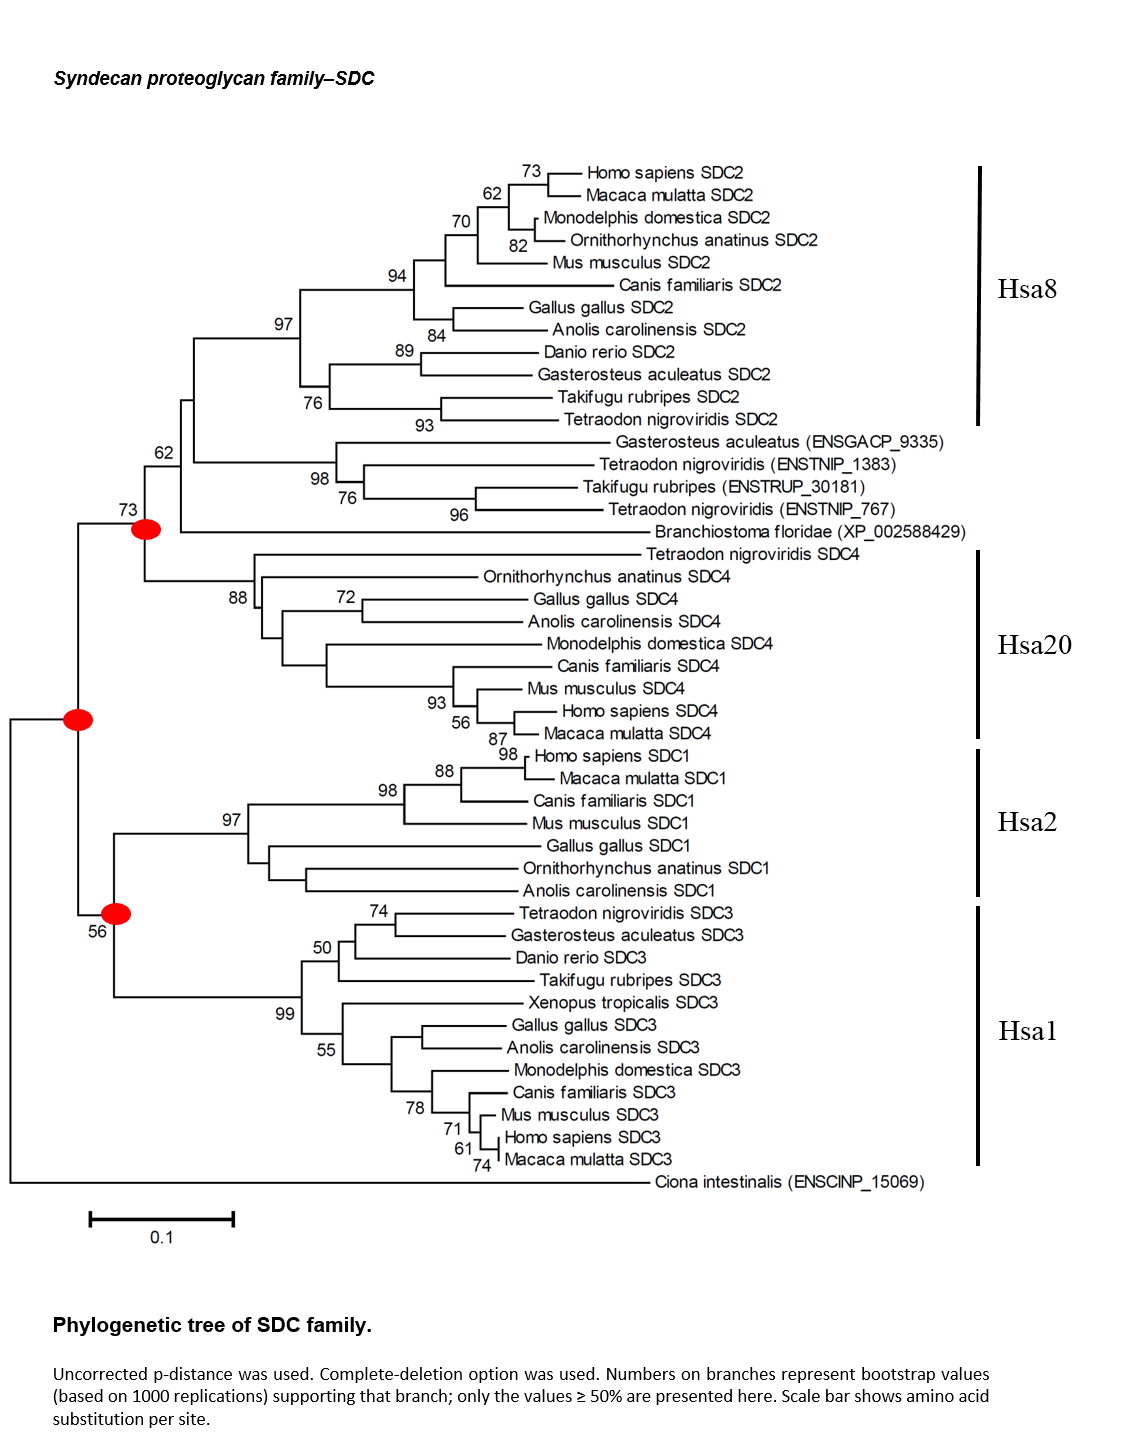 Syndecan proteoglycan family–SDC
73
Homo sapiens SDC2
62
Macaca mulatta SDC2
70
Monodelphis domestica SDC2
82
Ornithorhynchus anatinus SDC2
Mus musculus SDC2
94
Canis familiaris SDC2
Hsa8
Gallus gallus SDC2
97
84
Anolis carolinensis SDC2
89
Danio rerio SDC2
Gasterosteus aculeatus SDC2
76
Takifugu rubripes SDC2
93
Tetraodon nigroviridis SDC2
Gasterosteus aculeatus (ENSGACP_9335)
62
98
Tetraodon nigroviridis (ENSTNIP_1383)
76
Takifugu rubripes (ENSTRUP_30181)
96
Tetraodon nigroviridis (ENSTNIP_767)
73
Branchiostoma floridae (XP_002588429)
Tetraodon nigroviridis SDC4
Ornithorhynchus anatinus SDC4
88
72
Gallus gallus SDC4
Anolis carolinensis SDC4
Monodelphis domestica SDC4
Hsa20
Canis familiaris SDC4
93
Mus musculus SDC4
56
Homo sapiens SDC4
87
Macaca mulatta SDC4
98
Homo sapiens SDC1
88
Macaca mulatta SDC1
98
Canis familiaris SDC1
97
Mus musculus SDC1
Hsa2
Gallus gallus SDC1
Ornithorhynchus anatinus SDC1
Anolis carolinensis SDC1
74
Tetraodon nigroviridis SDC3
56
Gasterosteus aculeatus SDC3
50
Danio rerio SDC3
Takifugu rubripes SDC3
99
Xenopus tropicalis SDC3
Gallus gallus SDC3
Hsa1
55
Anolis carolinensis SDC3
Monodelphis domestica SDC3
78
Canis familiaris SDC3
71
Mus musculus SDC3
61
Homo sapiens SDC3
74
Macaca mulatta SDC3
Ciona intestinalis (ENSCINP_15069)
0.1
Phylogenetic tree of SDC family.
Uncorrected p-distance was used. Complete-deletion option was used. Numbers on branches represent bootstrap values
(based on 1000 replications) supporting that branch; only the values ≥ 50% are presented here. Scale bar shows amino acid
substitution per site.